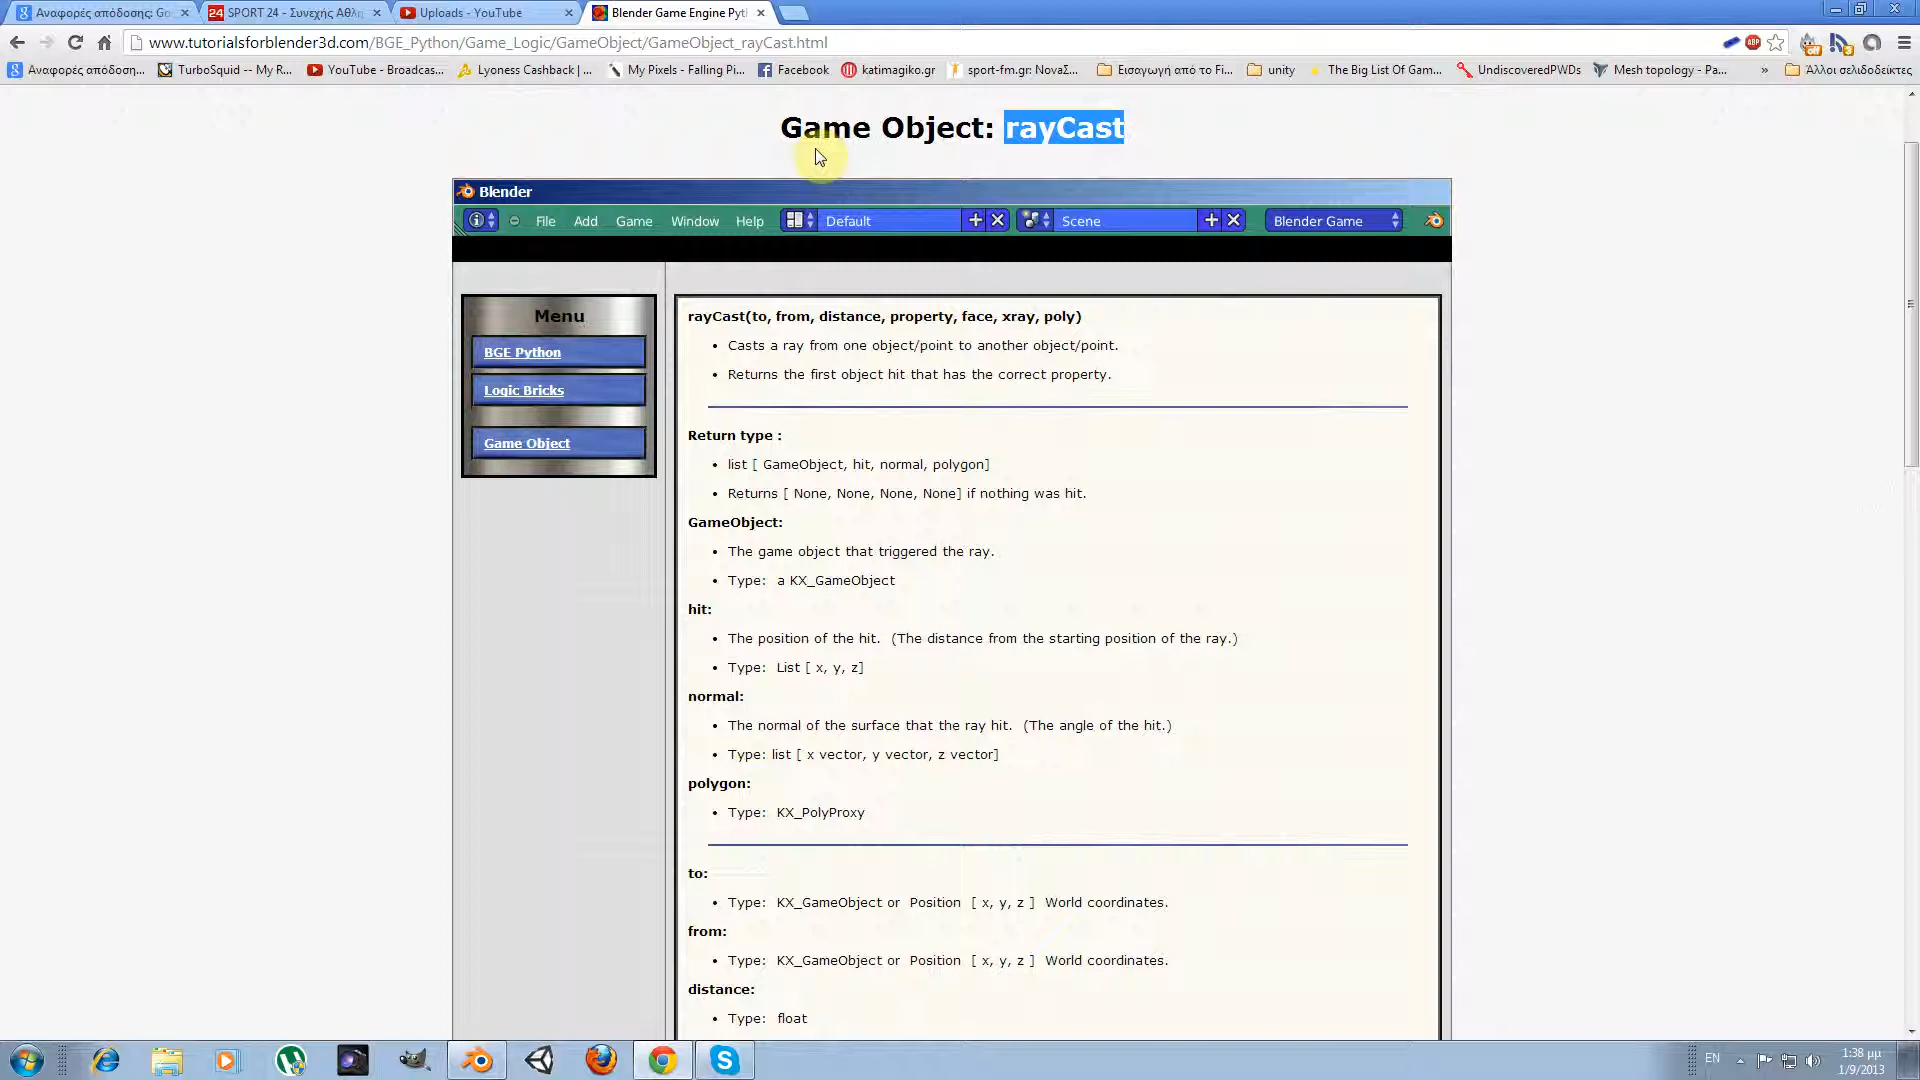 Αναφορές απόδοσης: Go
SPORT 24 - Συνεχής Αθλη
Uploads - YouTube
Blender Game Engine Pyt
www.tutorialsforblender3d.com/BGE_Python/Game_Logic/GameObject/GameObject_rayCast.html
Αναφορές απόδοση...
TurboSquid -- My R...
YouTube - Broadcas...
Lyoness Cashback | ...
My Pixels - Falling Pi...
Facebook
katimagiko.gr
sport-fm.gr: NovaΣ...
Εισαγωγή από το Fi...
unity
The Big List Of Gam...
UndiscoveredPWDs
Mesh topology - Pa...
»
Άλλοι σελιδοδείκτες
Game Object: rayCast
Blender
File Add Game Window Help Default Scene Blender Game
Menu
BGE Python
Logic Bricks
Game Object
rayCast(to, from, distance, property, face, xray, poly)
• Casts a ray from one object/point to another object/point.
• Returns the first object hit that has the correct property.
Return type :
• list [ GameObject, hit, normal, polygon]
• Returns [ None, None, None, None] if nothing was hit.
GameObject:
• The game object that triggered the ray.
• Type: a KX_GameObject
hit:
• The position of the hit. (The distance from the starting position of the ray.)
• Type: List [ x, y, z]
normal:
• The normal of the surface that the ray hit. (The angle of the hit.)
• Type: list [ x vector, y vector, z vector]
polygon:
• Type: KX_PolyProxy
to:
• Type: KX_GameObject or Position [ x, y, z ] World coordinates.
from:
• Type: KX_GameObject or Position [ x, y, z ] World coordinates.
distance:
• Type: float
EN
1:38 μμ
1/9/2013